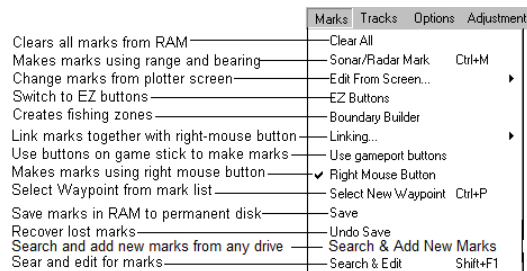 Marks Tracks Options Adjustment
Clears all marks from RAM Clear All
Makes marks using range and bearing Sonar/Radar Mark Ctrl+M
Change marks from plotter screen Edit From Screen...
Switch to EZ buttons EZ Buttons
Creates fishing zones Boundary Builder
Link marks together with right-mouse button Linking...
Use buttons on game stick to make marks Use gameport buttons
Makes marks using right mouse button Right Mouse Button
Select Waypoint from mark list Select New Waypoint Ctrl+P
Save marks in RAM to permanent disk Save
Recover lost marks Undo Save
Search and add new marks from any drive Search & Add New Marks
Sear and edit for marks Search & Edit Shift+F1